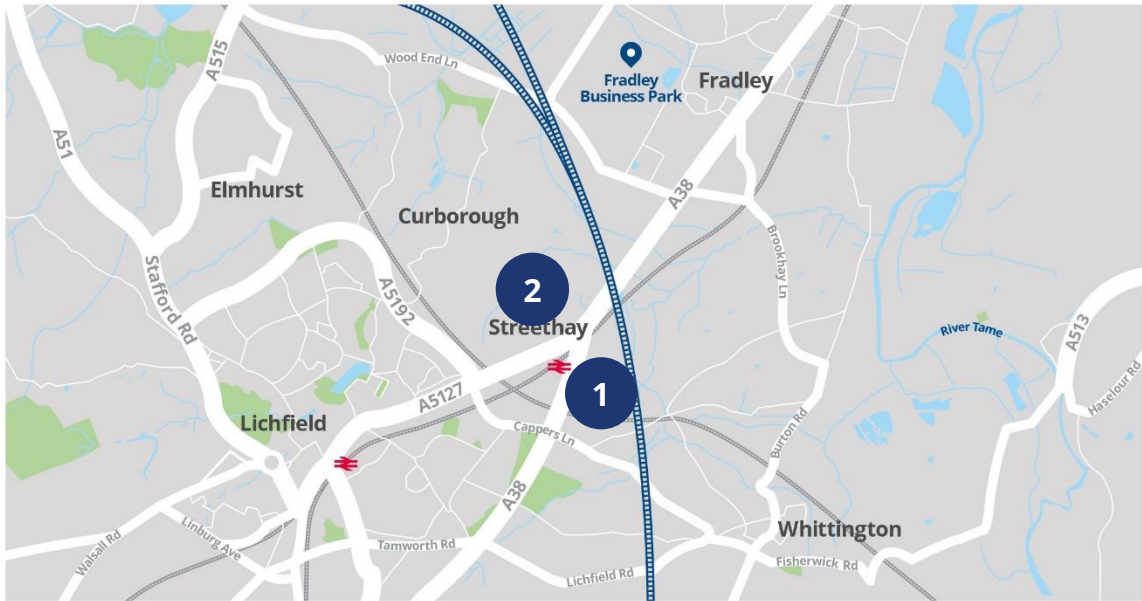 A515
Wood End Ln
Fradley
Business Park
Fradley
A51
Elmhurst
A38
Curborough
Brookhay Ln
Stafford Rd
A5192
2
Streethay
River Tame
A513
Haselour Rd
1
A5127
Lichfield
Cappers Ln
Burton Rd
A38
Whittington
Walsall Rd
Linburg Ave
Tamworth Rd
Lichfield Rd
Fisherwick Rd